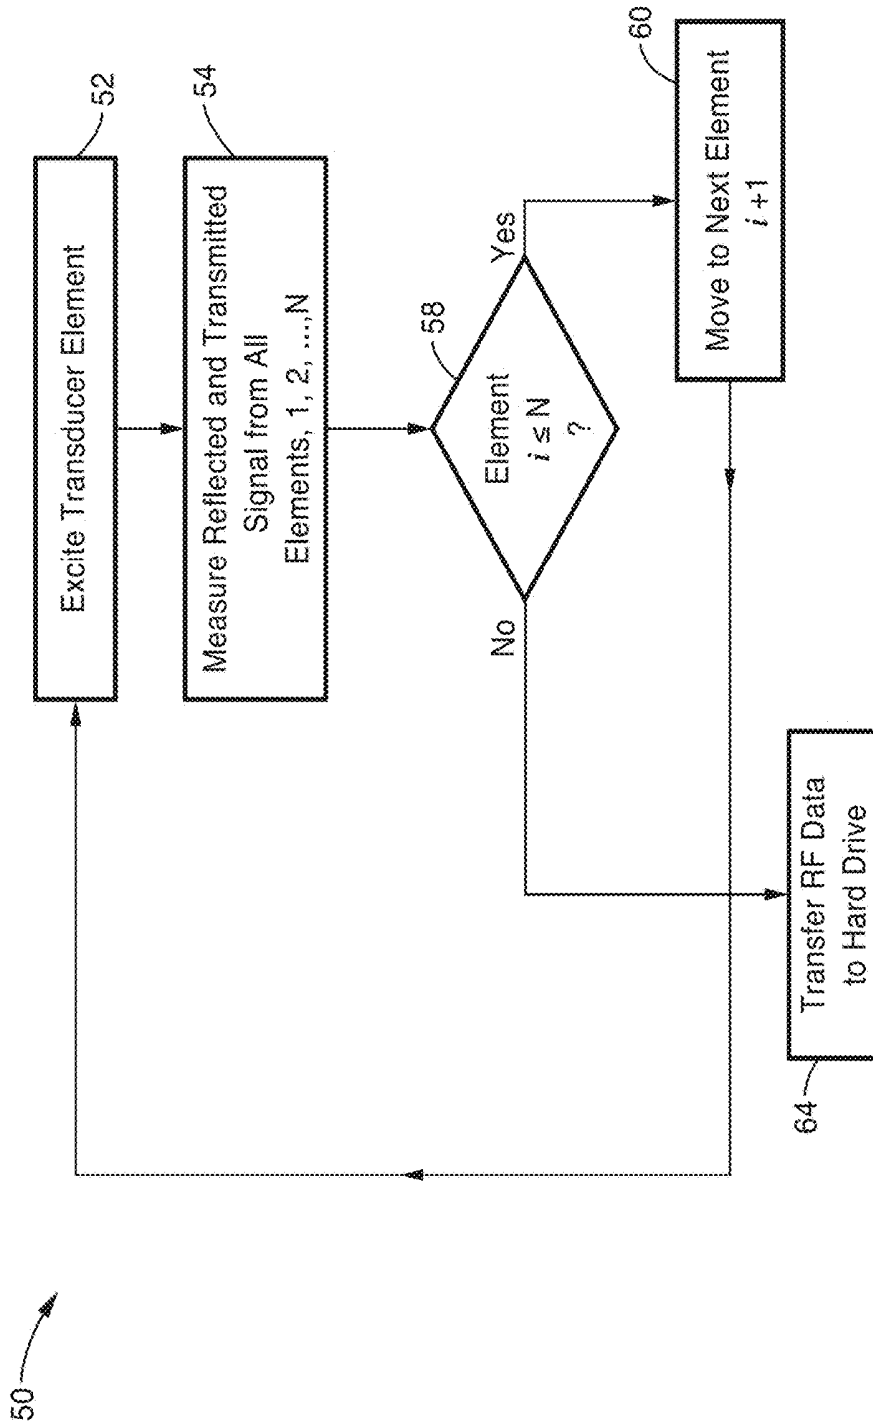 50
52
Excite Transducer Element
54
Measure Reflected and Transmitted
Signal from All
Elements, 1, 2, ...,N
58
Element
i ≤ N
?
No
Yes
60
Move to Next Element
i +1
64
Transfer RF Data
to Hard Drive